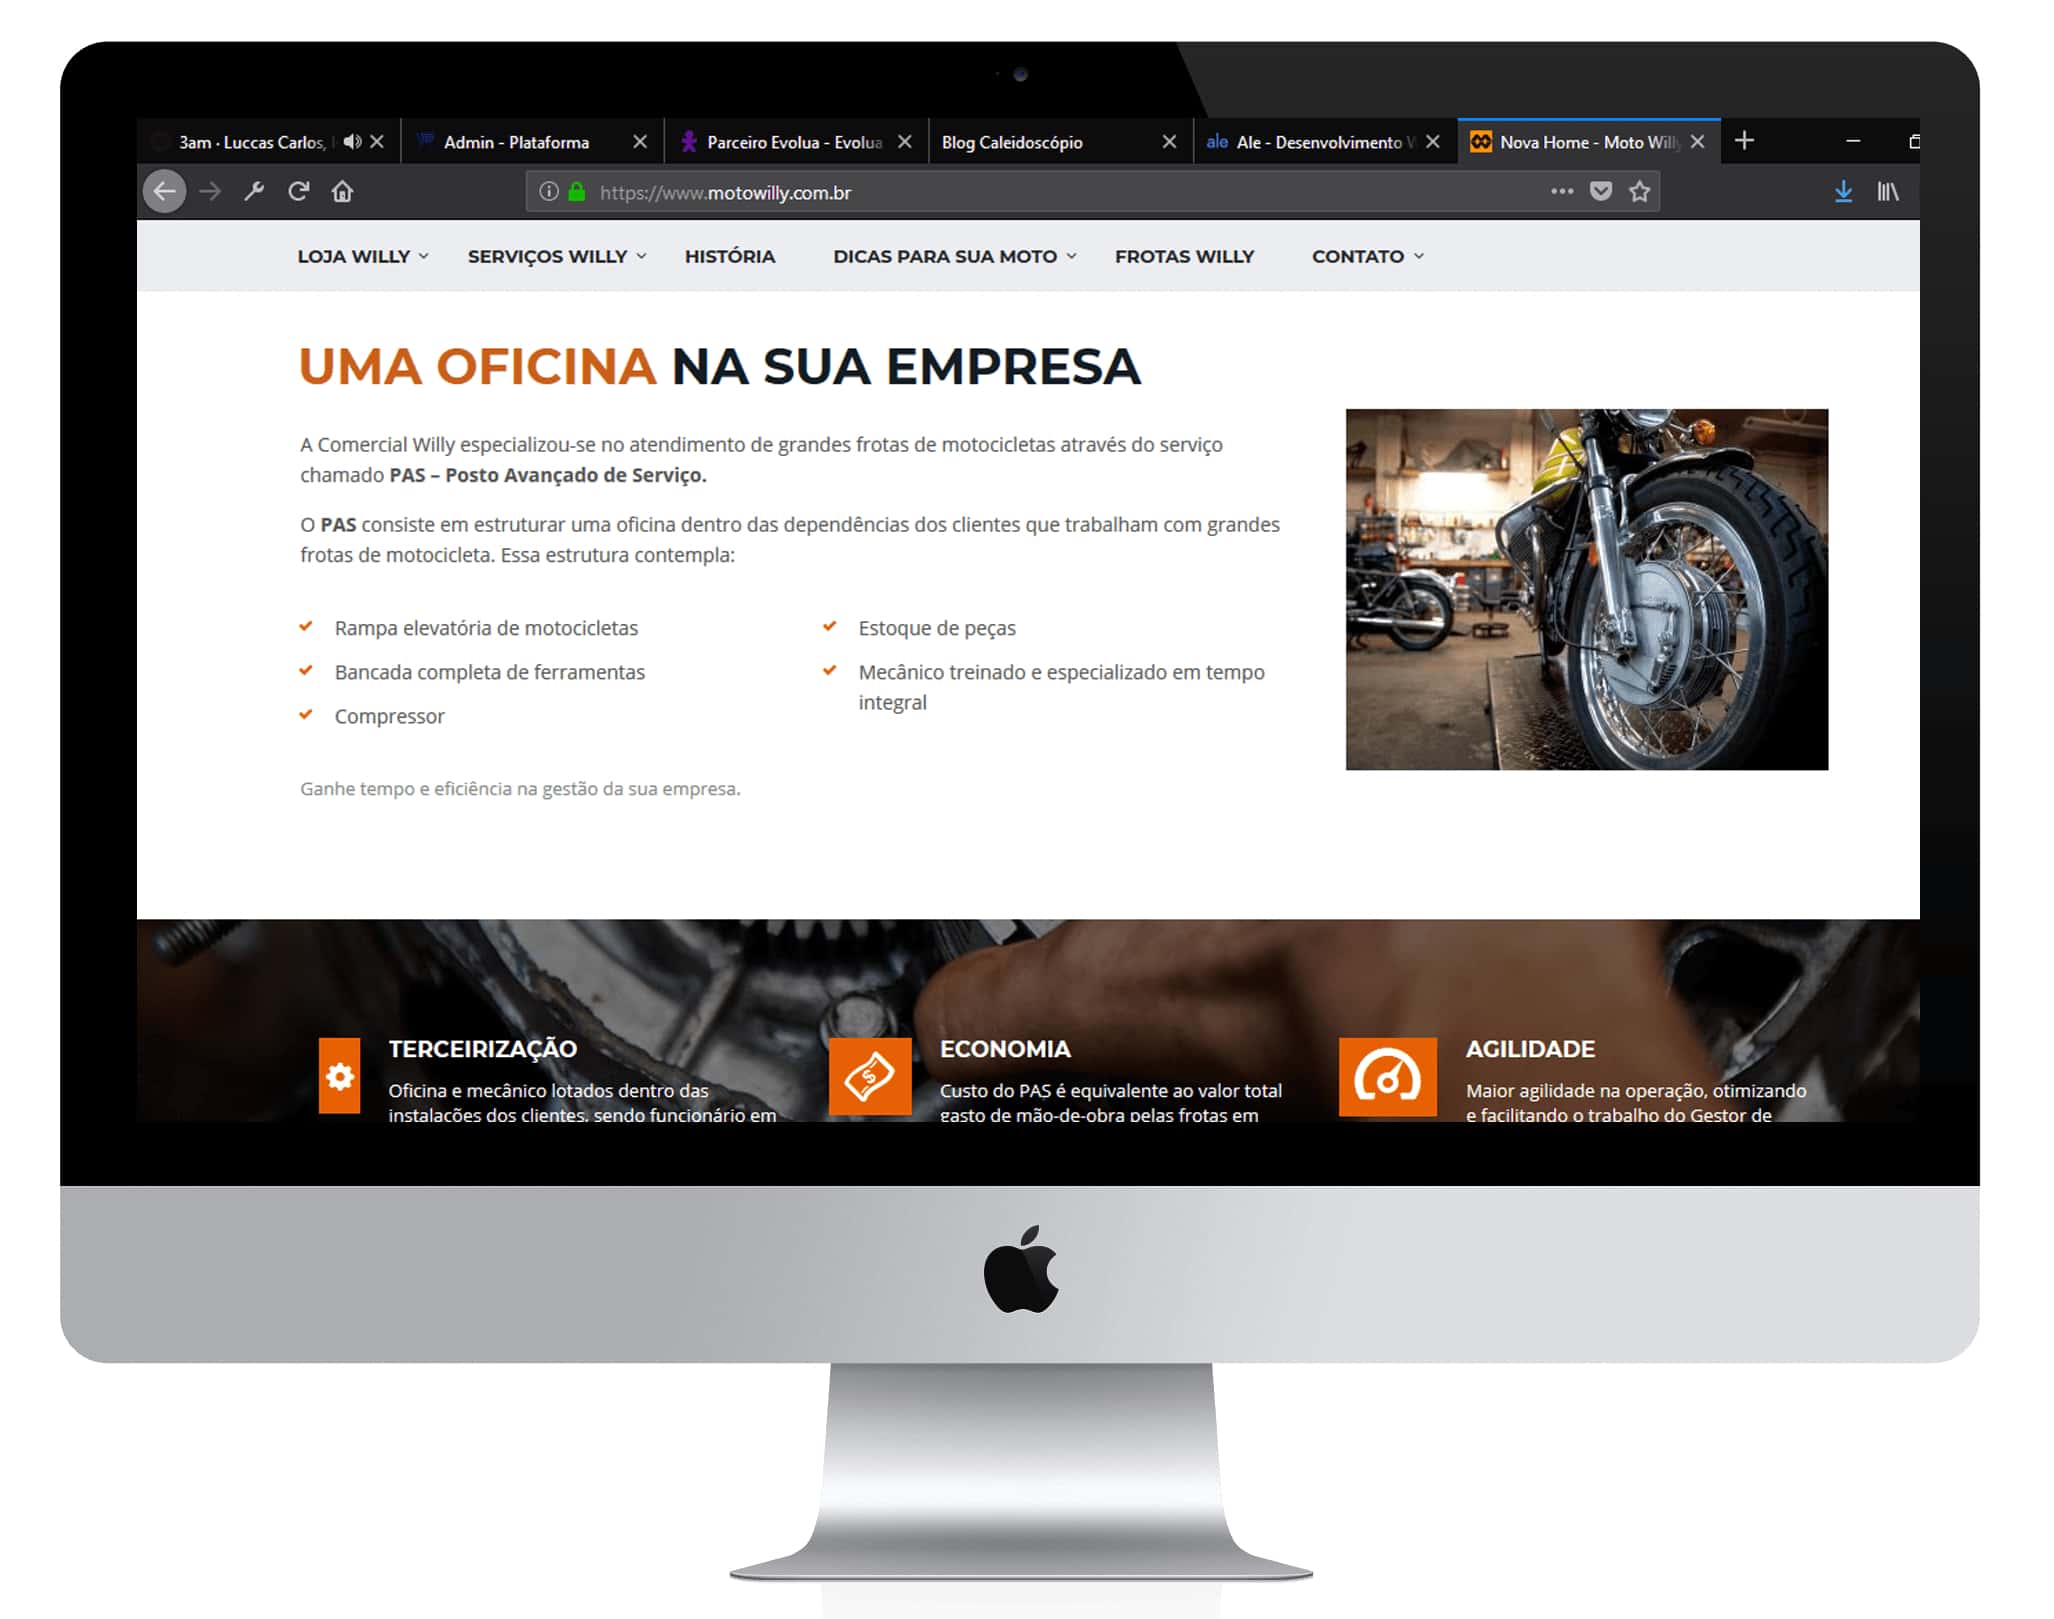 3am · Luccas Carlos,
Admin - Plataforma
Parceiro Evolua - Evolua
Blog Caleidoscópio
ale Ale - Desenvolvimento
Nova Home - Moto Willy
https://www.motowilly.com.br
LOJA WILLY
SERVIÇOS WILLY
HISTÓRIA
DICAS PARA SUA MOTO
FROTAS WILLY
CONTATO
UMA OFICINA NA SUA EMPRESA
A Comercial Willy especializou-se no atendimento de grandes frotas de motocicletas através do serviço
chamado PAS – Posto Avançado de Serviço.
O PAS consiste em estruturar uma oficina dentro das dependências dos clientes que trabalham com grandes
frotas de motocicleta. Essa estrutura contempla:
Rampa elevatória de motocicletas
Bancada completa de ferramentas
Compressor
Estoque de peças
Mecânico treinado e especializado em tempo
integral
Ganhe tempo e eficiência na gestão da sua empresa.
TERCEIRIZAÇÃO
Oficina e mecânico lotados dentro das
instalações dos clientes, sendo funcionário em
ECONOMIA
Custo do PAS é equivalente ao valor total
gasto de mão-de-obra pelas frotas em
AGILIDADE
Maior agilidade na operação, otimizando
e facilitando o trabalho do Gestor de